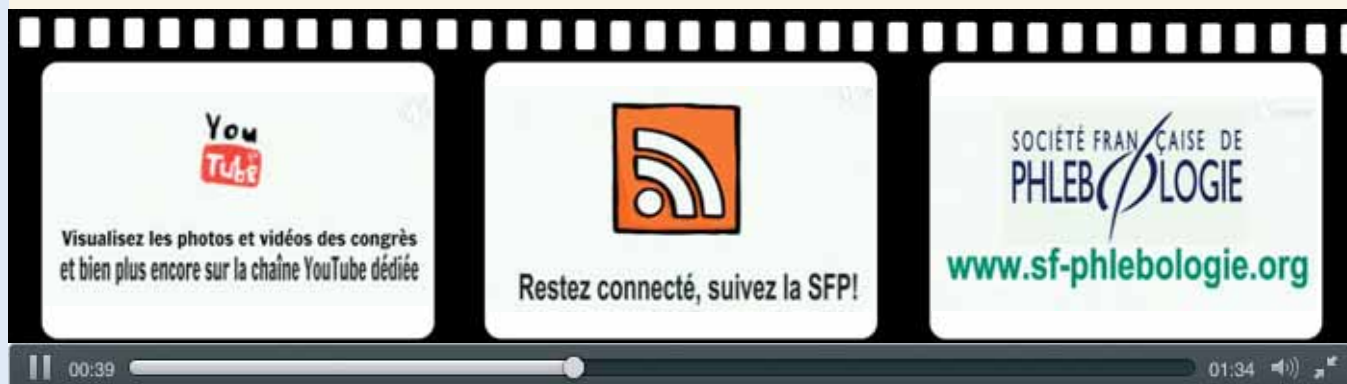 You
Tube
Visualisez les photos et vidéos des congrès
et bien plus encore sur la chaîne YouTube dédiée
Restez connecté, suivez la SFP!
SOCIÉTÉ FRANÇAISE DE
PHLEBOLOGIE
www.sf-phlebologie.org
00:39
01:34